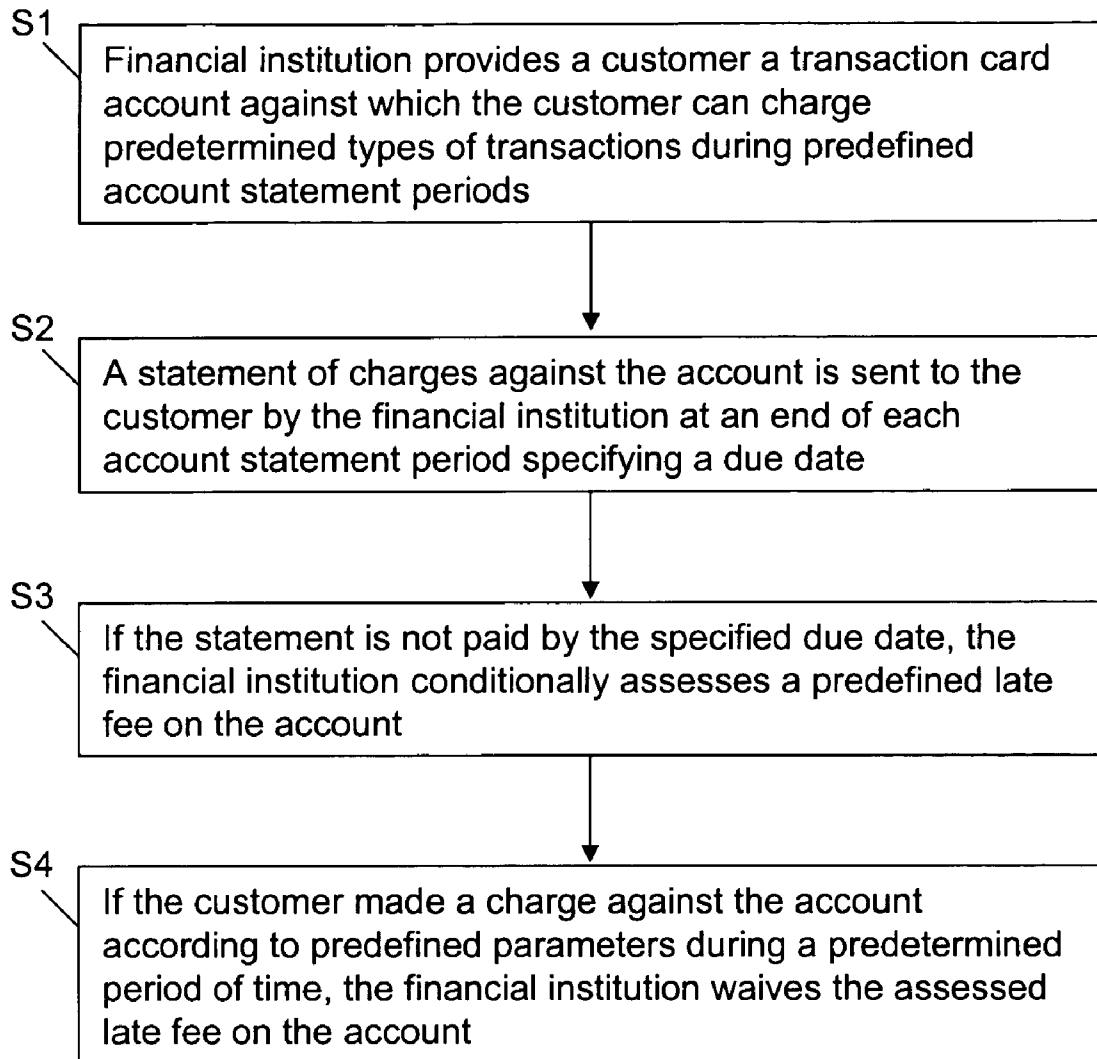 S1
Financial institution provides a customer a transaction card
account against which the customer can charge
predetermined types of transactions during predefined
account statement periods
S2
A statement of charges against the account is sent to the
customer by the financial institution at an end of each
account statement period specifying a due date
S3
If the statement is not paid by the specified due date, the
financial institution conditionally assesses a predefined late
fee on the account
S4
If the customer made a charge against the account
according to predefined parameters during a predetermined
period of time, the financial institution waives the assessed
late fee on the account